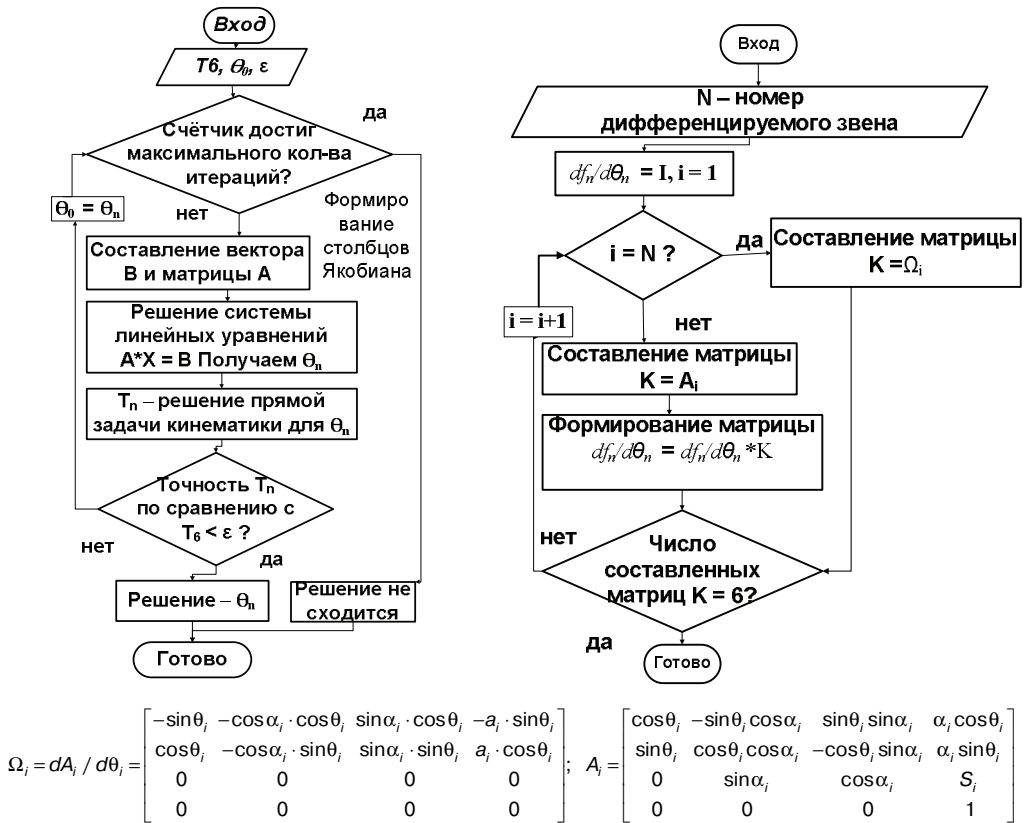 Вход
T6, Θ₀, ε
да
Счётчик достиг
максимального кол-ва
итераций?
Θ₀ = Θₙ
нет
Формиро
вание
столбцов
Якобиана
Составление вектора
B и матрицы A
Решение системы
линейных уравнений
A*X = B Получаем Θₙ
Tₙ – решение прямой
задачи кинематики для Θₙ
Точность Tₙ
по сравнению с
T₆ < ε ?
нет
да
Решение – Θₙ
Решение не
сходится
Готово
Вход
N – номер
дифференцируемого звена
dfₙ/dθₙ = I, i = 1
i = N ?
да
Составление матрицы
K =Ωᵢ
i = i+1
нет
Составление матрицы
K = Aᵢ
Формирование матрицы
dfₙ/dθₙ = dfₙ/dθₙ *K
нет
Число
составленных
матриц K = 6?
да
Готово
Ωᵢ = dAᵢ / dθᵢ = [−sinθᵢ −cosαᵢ · cosθᵢ sinαᵢ · cosθᵢ −aᵢ · sinθᵢ
cosθᵢ −cosαᵢ · sinθᵢ sinαᵢ · sinθᵢ aᵢ · cosθᵢ
0 0 0 0
0 0 0 0];
Aᵢ = [cosθᵢ −sinθᵢ cosαᵢ sinθᵢ sinαᵢ αᵢ cosθᵢ
sinθᵢ cosθᵢ cosαᵢ −cosθᵢ sinαᵢ αᵢ sinθᵢ
0 sinαᵢ cosαᵢ Sᵢ
0 0 0 1]